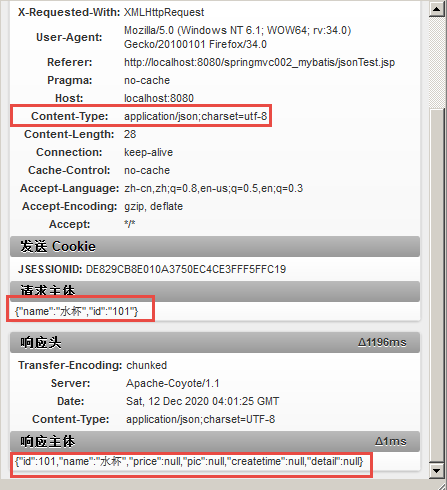 X-Requested-With: XMLHttpRequest
User-Agent: Mozilla/5.0 (Windows NT 6.1; WOW64; rv:34.0)
Gecko/20100101 Firefox/34.0
Referer: http://localhost:8080/springmvc002_mybatis/jsonTest.jsp
Pragma: no-cache
Host: localhost:8080
Content-Type: application/json;charset=utf-8
Content-Length: 28
Connection: keep-alive
Cache-Control: no-cache
Accept-Language: zh-cn,zh;q=0.8,en-us;q=0.5,en;q=0.3
Accept-Encoding: gzip, deflate
Accept: */*
发送 Cookie
JSESSIONID: DE829CB8E010A3750EC4CE3FFF5FFC19
请求主体
{"name":"水杯","id":"101"}
响应头 Δ1196ms
Transfer-Encoding: chunked
Server: Apache-Coyote/1.1
Date: Sat, 12 Dec 2020 04:01:25 GMT
Content-Type: application/json;charset=UTF-8
响应主体 Δ1ms
{"id":101,"name":"水杯","price":null,"pic":null,"createtime":null,"detail":null}